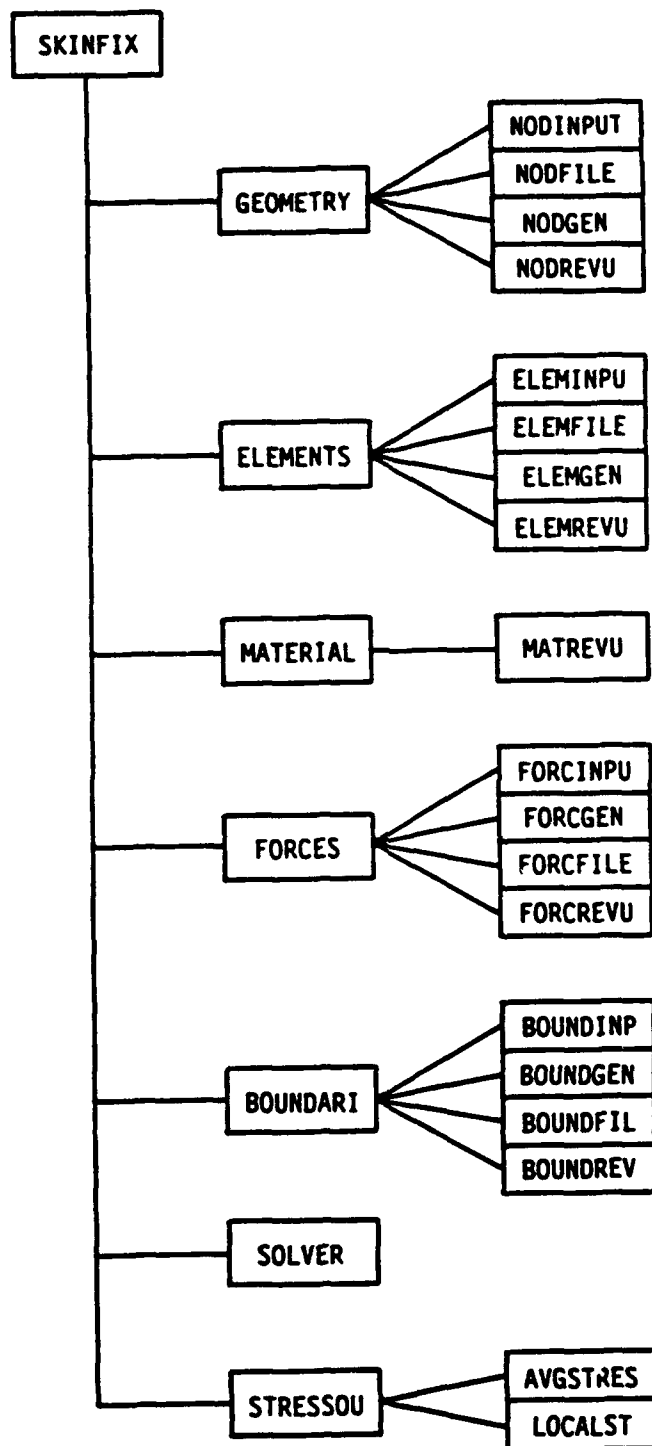 SKINFIX
GEOMETRY
NODINPUT
NODFILE
NODGEN
NODREVU
ELEMENTS
ELEMINPU
ELEMFILE
ELEMGEN
ELEMREVU
MATERIAL
MATREVU
FORCES
FORCINPU
FORCGEN
FORCFILE
FORCREVU
BOUNDARI
BOUNDINP
BOUNDGEN
BOUNDFIL
BOUNDREV
SOLVER
STRESSOU
AVGSTRES
LOCALST